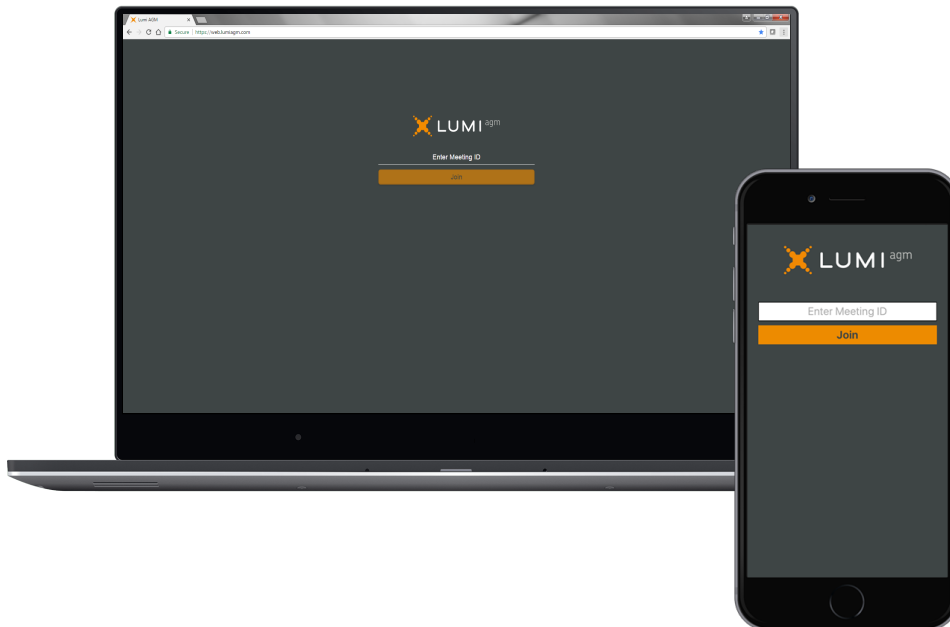 Lumi AGM
Secure | https://web.lumiagm.com
LUMI agm
Enter Meeting ID
Join
LUMI agm
Enter Meeting ID
Join